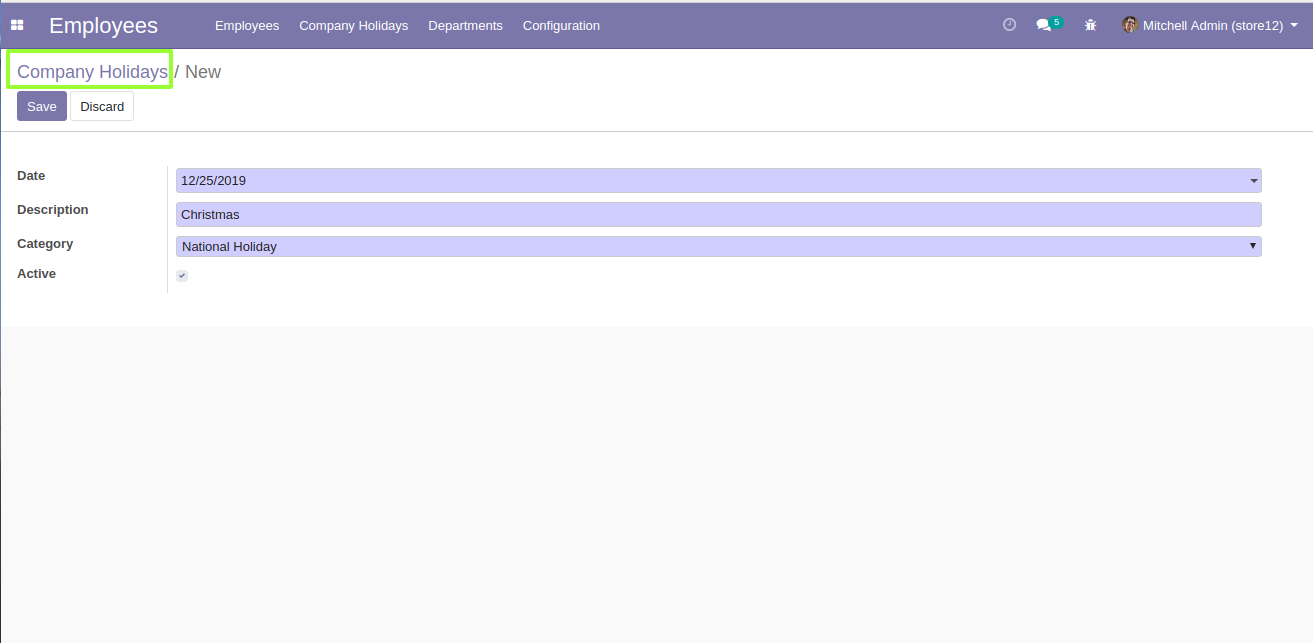 Employees Employees Company Holidays Departments Configuration 5 Mitchell Admin (store12)
Company Holidays / New
Save Discard
Date 12/25/2019
Description Christmas
Category National Holiday
Active